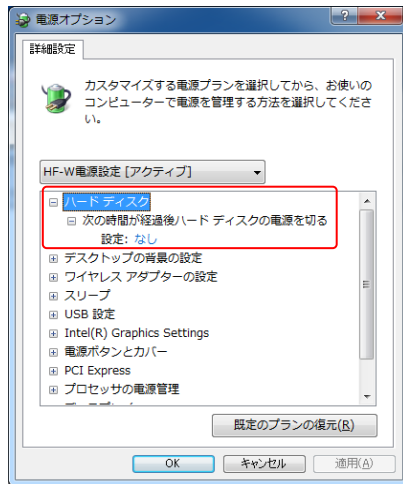 電源オプション
詳細設定
カスタマイズする電源プランを選択してから、お使いの
コンピューターで電源を管理する方法を選択してくださ
い。
HF-W電源設定 [アクティブ]
ハード ディスク
次の時間が経過後ハード ディスクの電源を切る
設定: なし
デスクトップの背景の設定
ワイヤレス アダプターの設定
スリープ
USB 設定
Intel(R) Graphics Settings
電源ボタンとカバー
PCI Express
プロセッサの電源管理
既定のプランの復元(R)
OK キャンセル 適用(A)